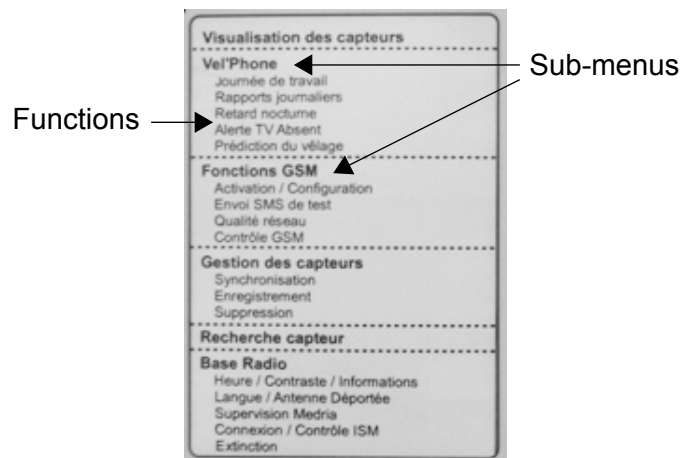 Visualisation des capteurs
Vel'Phone
Journée de travail
Rapports journaliers
Retard nocturne
Alerte TV Absent
Prédiction du vêlage
Fonctions GSM
Activation / Configuration
Envoi SMS de test
Qualité réseau
Contrôle GSM
Gestion des capteurs
Synchronisation
Enregistrement
Suppression
Recherche capteur
Base Radio
Heure / Contraste / Informations
Langue / Antenne Déportée
Supervision Medria
Connexion / Contrôle ISM
Extinction
Functions
Sub-menus